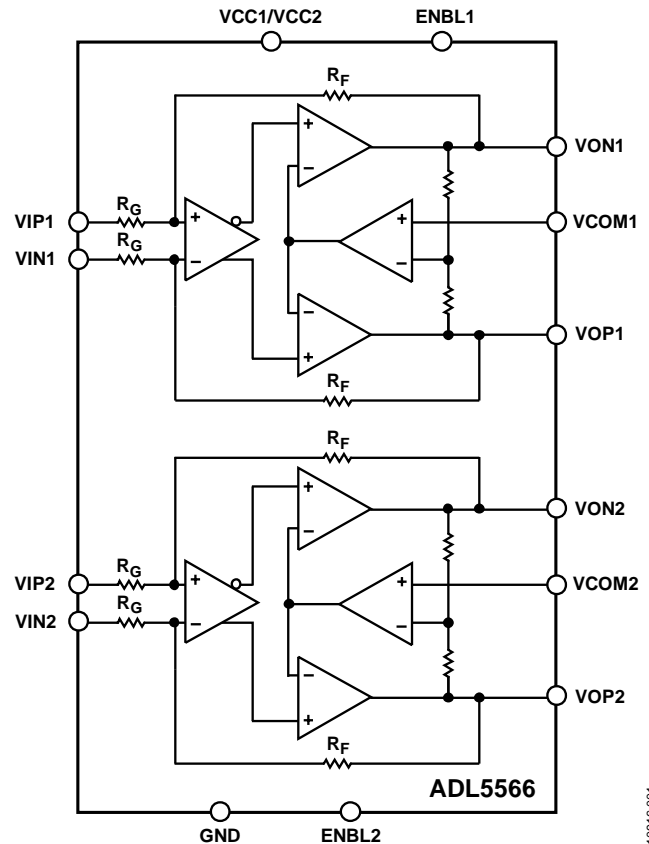 VCC1/VCC2 ENBL1
RF
+
VON1
−
RG
VIP1
+
+
VCOM1
RG
VIN1
−
−
−
VOP1
+
RF
RF
+
VON2
−
RG
VIP2
+
+
VCOM2
RG
VIN2
−
−
−
VOP2
+
RF
ADL5566
GND ENBL2